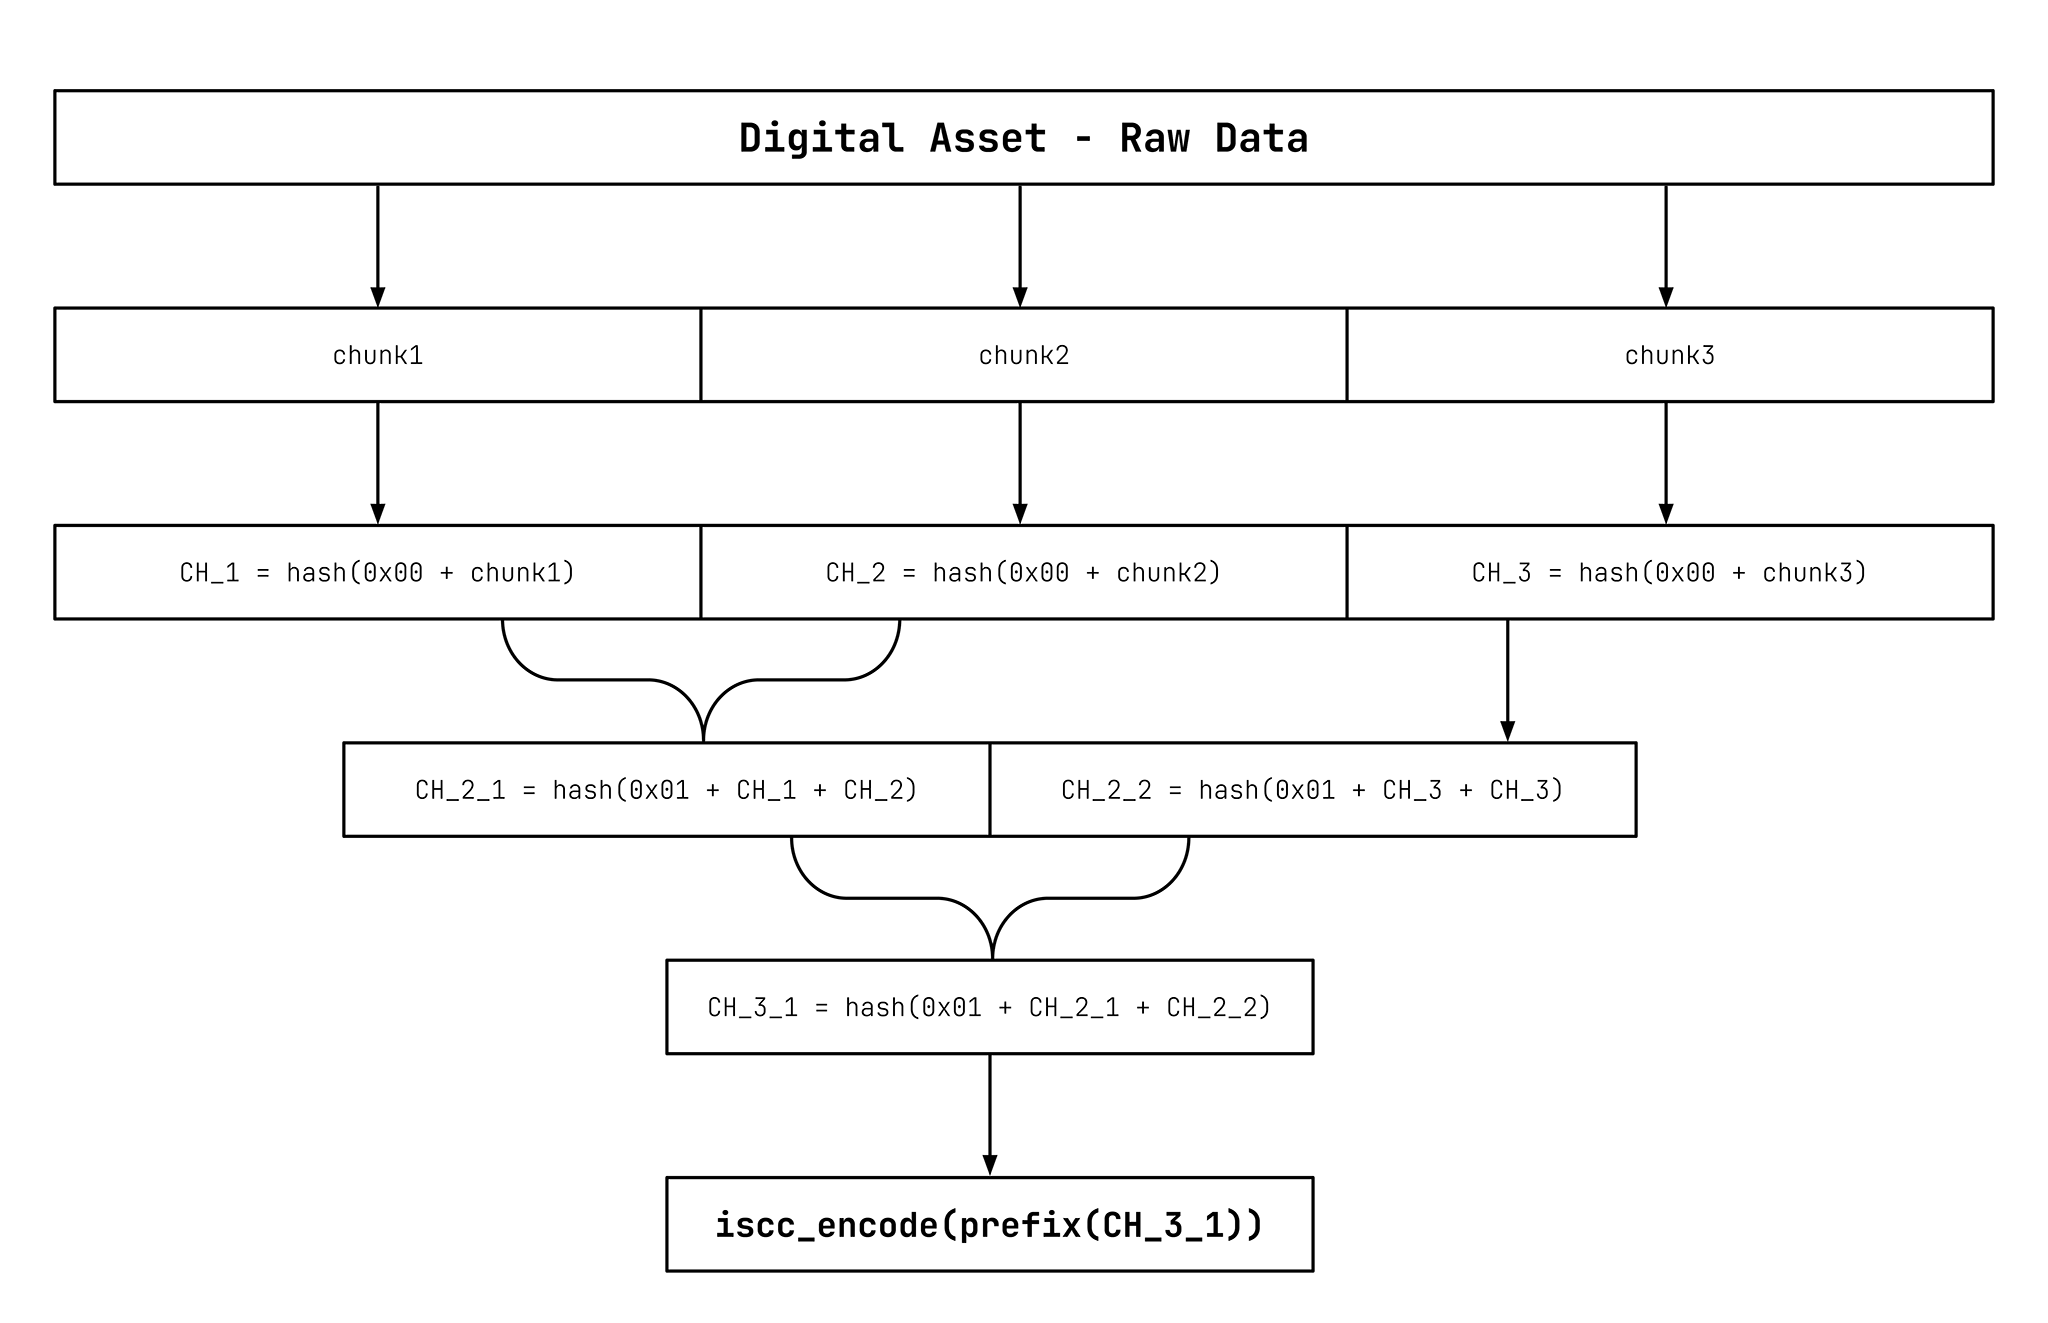 Digital Asset - Raw Data
chunk1
chunk2
chunk3
CH_1 = hash(0x00 + chunk1)
CH_2 = hash(0x00 + chunk2)
CH_3 = hash(0x00 + chunk3)
CH_2_1 = hash(0x01 + CH_1 + CH_2)
CH_2_2 = hash(0x01 + CH_3 + CH_3)
CH_3_1 = hash(0x01 + CH_2_1 + CH_2_2)
iscc_encode(prefix(CH_3_1))